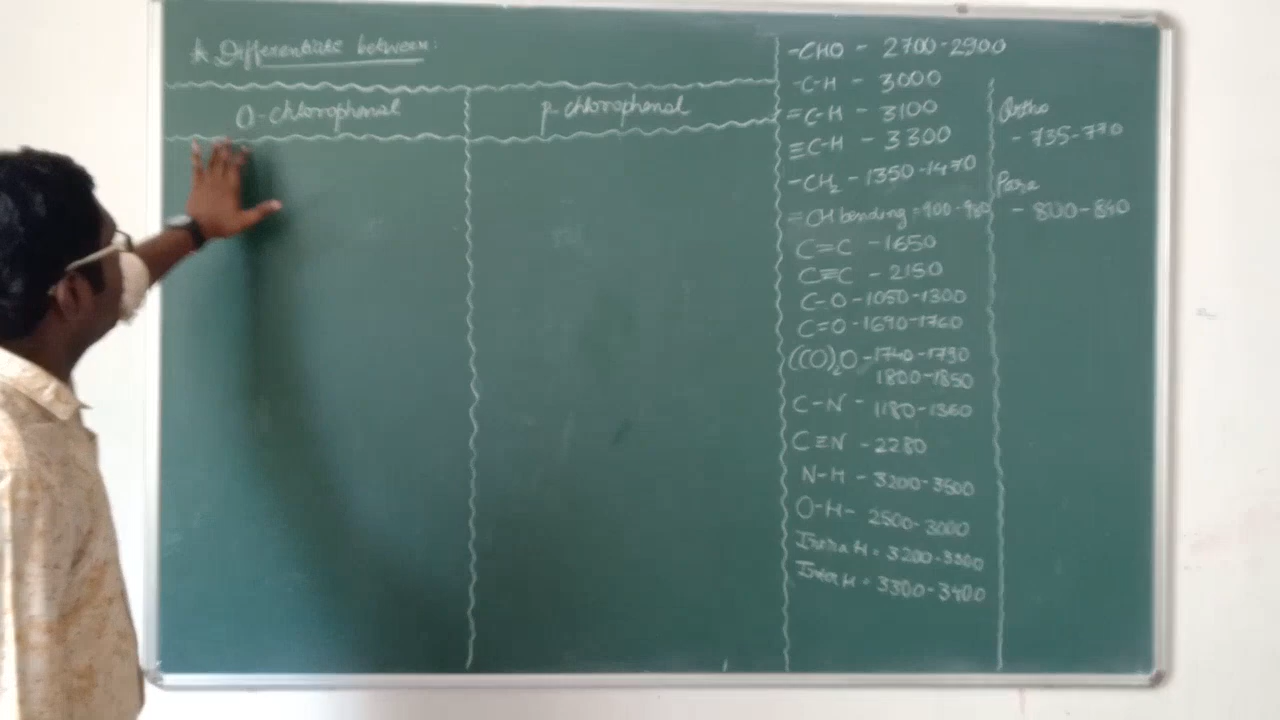 * Differentiate between:
O-chlorophenol
p-chlorophenol
-CHO - 2700-2900
-C-H - 3000
=C-H - 3100
≡C-H - 3300
-CH₂ - 1350-1470
=CH bending = 900-980
C=C - 1650
C≡C - 2150
C-O - 1050-1300
C=O - 1690-1760
(CO)₂O - 1740-1790
1800-1850
C-N - 1180-1360
C≡N - 2280
N-H - 3200-3500
O-H - 2500-3000
Intra H = 3200-3300
Inter H = 3300-3400
Ortho
- 735-770
Para
- 800-840